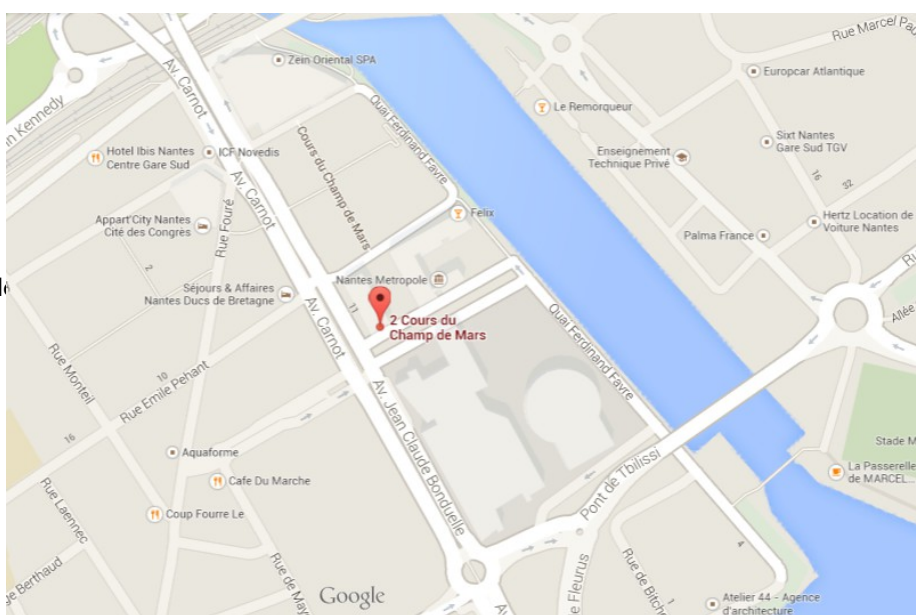 Rue Marcel Pau
Zein Oriental SPA
Europcar Atlantique
Av. Carnot
n Kennedy
Quai Ferdinand Favre
Le Remorqueur
Cours du Champ de Mars
Sixt Nantes
Gare Sud TGV
Hotel Ibis Nantes
Centre Gare Sud
ICF Novedis
Enseignement
Technique Privé
16
32
Av. Carnot
Rue Fouré
Appart'City Nantes
Cité des Congrès
Felix
Hertz Location de
Voiture Nantes
Palma France
2
Nantes Metropole
Séjours & Affaires
Nantes Ducs de Bretagne
11
2 Cours du
Champ de Mars
Av. Carnot
Quai Ferdinand Favre
Allée
Ru
Rue Monteil
10
Rue Emile Pehant
Av. Jean Claude Bonduelle
16
Aquaforme
Stade M
Pont de Tbilissi
La Passerelle
de MARCEL...
Cafe Du Marche
Rue Laennec
Coup Fourre Le
4
e Berthaud
Rue de May
Google
e Fleurus
Rue de Bitche
Atelier 44 - Agence
d'architecture
Av